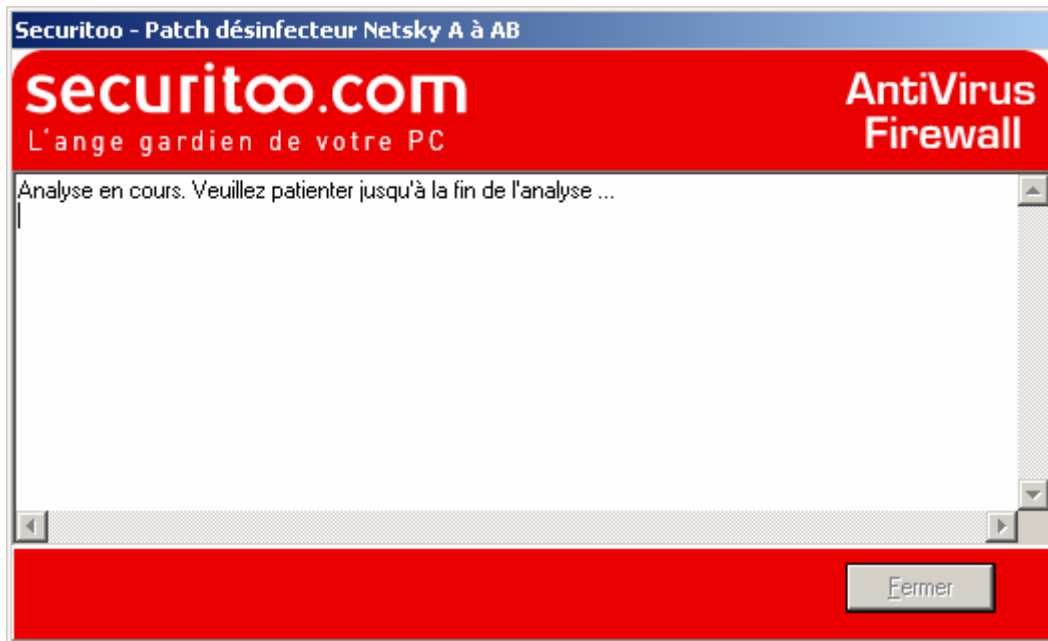 Securitoo - Patch désinfecteur Netsky A à AB
securitoo.com
L'ange gardien de votre PC
AntiVirus
Firewall
Analyse en cours. Veuillez patienter jusqu'à la fin de l'analyse ...
Fermer